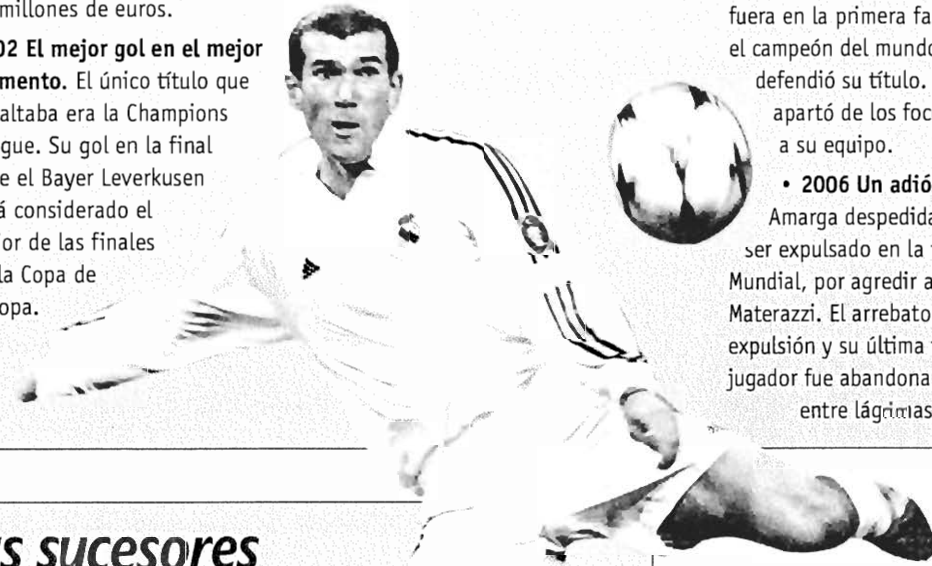 millones de euros.
02 El mejor gol en el mejor
mento. El único título que
altaba era la Champions
gue. Su gol en la final
e el Bayer Leverkusen
á considerado el
or de las finales
la Copa de
opa.
fuera en la primera fa
el campeón del mundo
defendió su título.
apartó de los foc
a su equipo.
• 2006 Un adió
Amarga despedida
ser expulsado en la
Mundial, por agredir a
Materazzi. El arrebato
expulsión y su última
jugador fue abandona
entre lágrimas
s sucesores